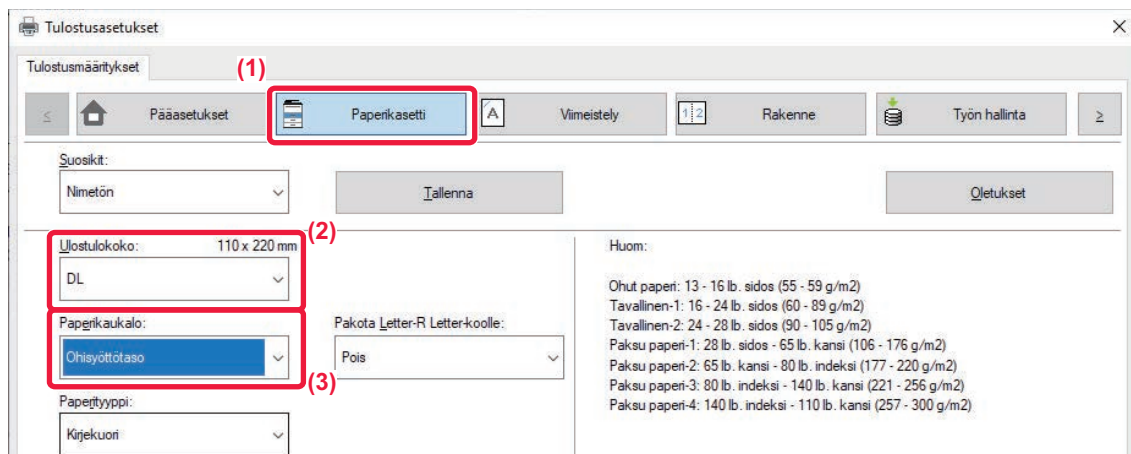 Tulostusasetukset
Tulostusmääritykset
(1)
≤ Pääasetukset Paperikasetti A Viimeistely 1 2 Rakenne Työn hallinta ≥
Suosikit:
Nimetön Tallenna Oletukset
Ulostulokoko: 110 x 220 mm (2)
DL
Paperikaukalo:
Ohisyöttötaso
(3)
Pakota Letter-R Letter-koolle:
Pois
Paperityyppi:
Kirjekuori
Huom:
Ohut paperi: 13 - 16 lb. sidos (55 - 59 g/m2)
Tavallinen-1: 16 - 24 lb. sidos (60 - 89 g/m2)
Tavallinen-2: 24 - 28 lb. sidos (90 - 105 g/m2)
Paksu paperi-1: 28 lb. sidos - 65 lb. kansi (106 - 176 g/m2)
Paksu paperi-2: 65 lb. kansi - 80 lb. indeksi (177 - 220 g/m2)
Paksu paperi-3: 80 lb. indeksi - 140 lb. kansi (221 - 256 g/m2)
Paksu paperi-4: 140 lb. indeksi - 110 lb. kansi (257 - 300 g/m2)